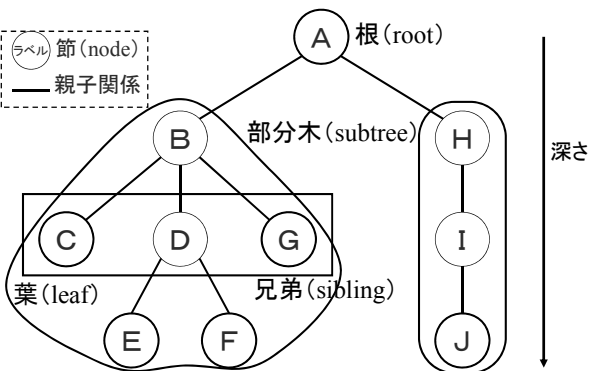 A 根(root)
ラベル 節(node)
親子関係
B 部分木(subtree) H
深さ
C D G I
葉(leaf) 兄弟(sibling)
E F J